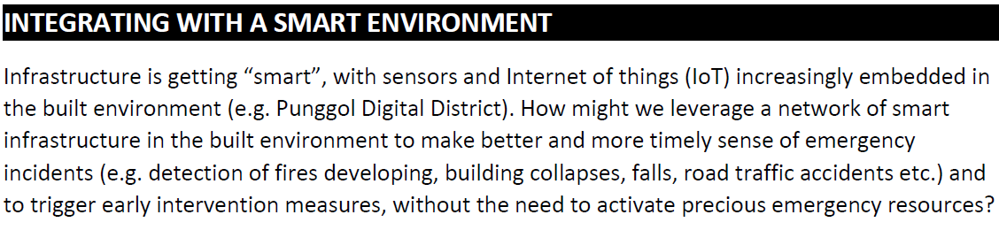 INTEGRATING WITH A SMART ENVIRONMENT
Infrastructure is getting “smart”, with sensors and Internet of things (IoT) increasingly embedded in
the built environment (e.g. Punggol Digital District). How might we leverage a network of smart
infrastructure in the built environment to make better and more timely sense of emergency
incidents (e.g. detection of fires developing, building collapses, falls, road traffic accidents etc.) and
to trigger early intervention measures, without the need to activate precious emergency resources?